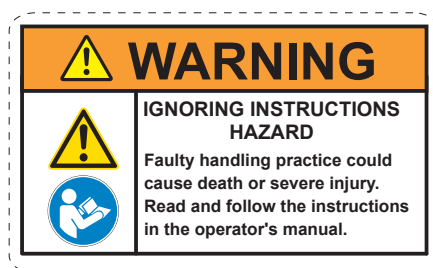 WARNING
IGNORING INSTRUCTIONS
HAZARD
Faulty handling practice could
cause death or severe injury.
Read and follow the instructions
in the operator's manual.